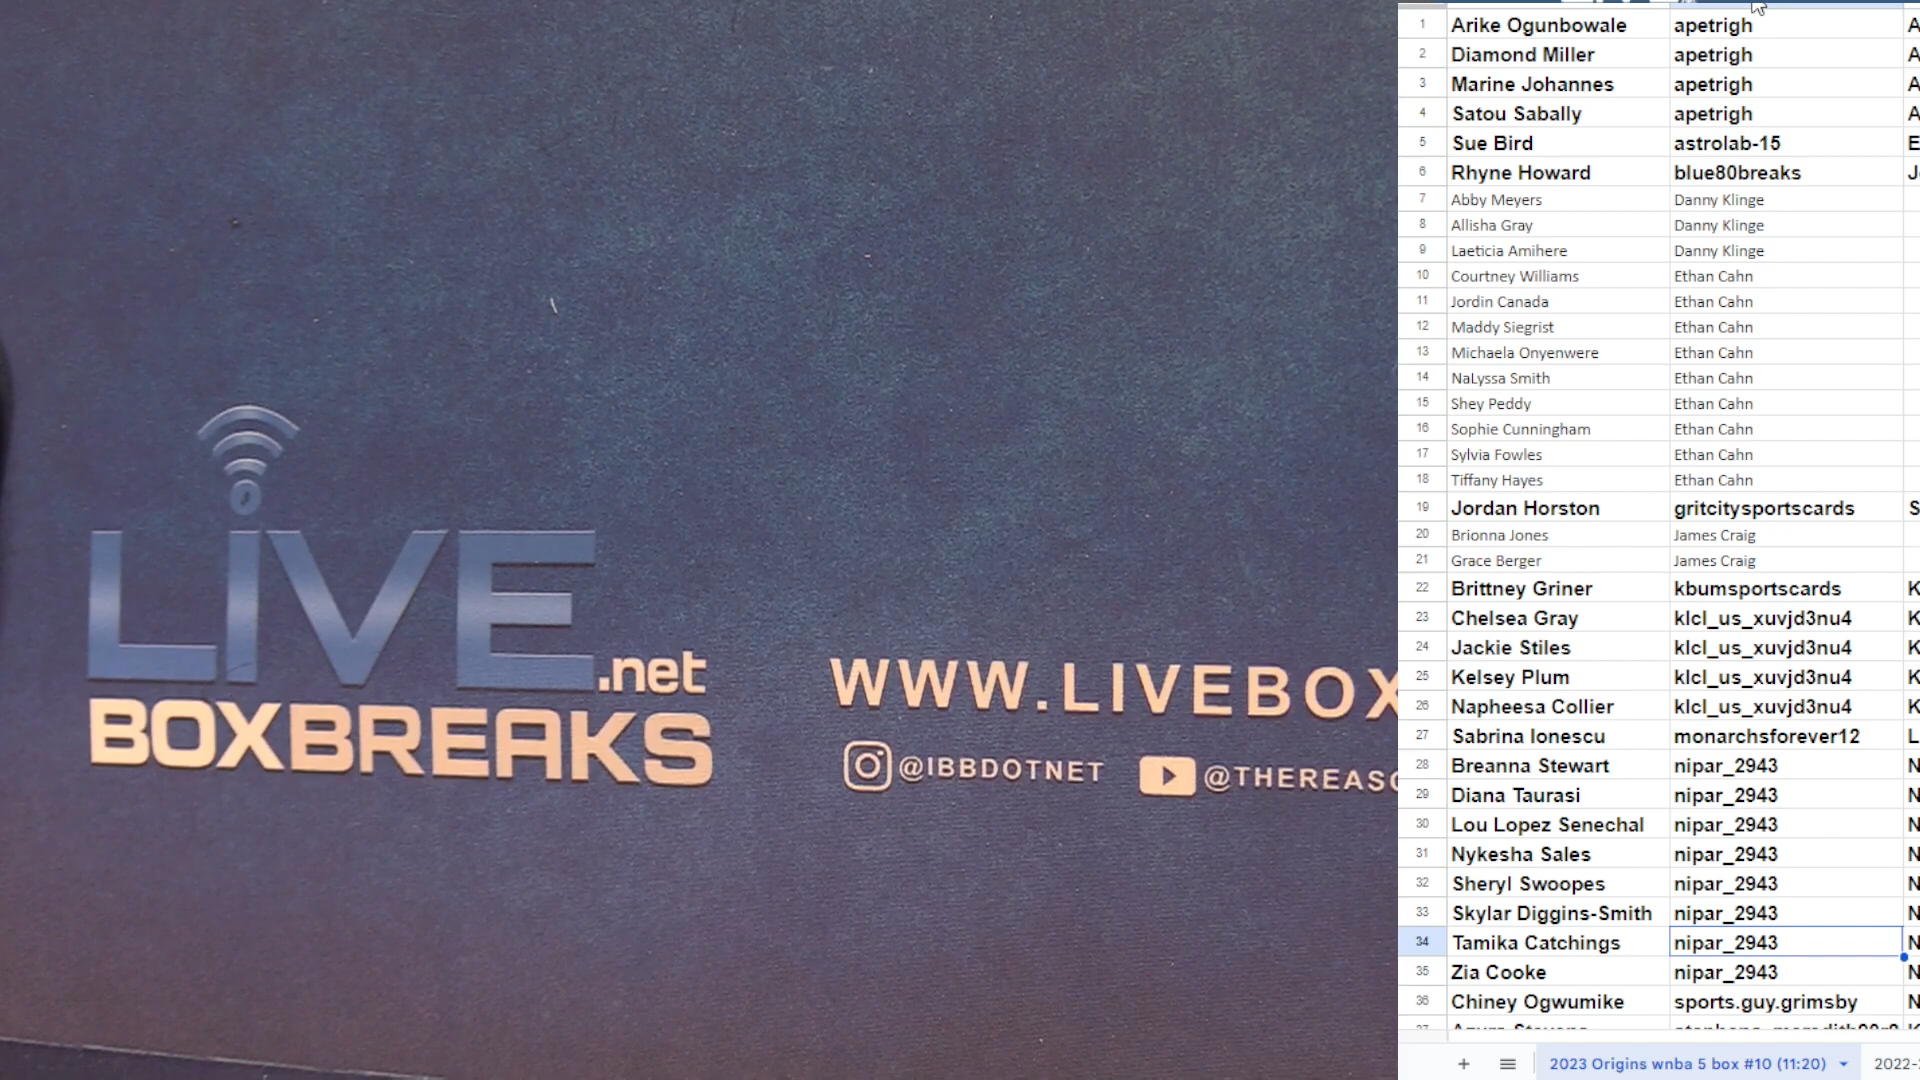 LIVE
.net
BOXBREAKS
WWW.LIVEBOX
@IBBDOTNET @THEREASO
1 Arike Ogunbowale apetrigh A
2 Diamond Miller apetrigh A
3 Marine Johannes apetrigh A
4 Satou Sabally apetrigh A
5 Sue Bird astrolab-15 E
6 Rhyne Howard blue80breaks J
7 Abby Meyers Danny Klinge
8 Allisha Gray Danny Klinge
9 Laeticia Amihere Danny Klinge
10 Courtney Williams Ethan Cahn
11 Jordin Canada Ethan Cahn
12 Maddy Siegrist Ethan Cahn
13 Michaela Onyenwere Ethan Cahn
14 NaLyssa Smith Ethan Cahn
15 Shey Peddy Ethan Cahn
16 Sophie Cunningham Ethan Cahn
17 Sylvia Fowles Ethan Cahn
18 Tiffany Hayes Ethan Cahn
19 Jordan Horston gritcitysportscards S
20 Brionna Jones James Craig
21 Grace Berger James Craig
22 Brittney Griner kbumsportscards K
23 Chelsea Gray klcl_us_xuvjd3nu4 K
24 Jackie Stiles klcl_us_xuvjd3nu4 K
25 Kelsey Plum klcl_us_xuvjd3nu4 K
26 Napheesa Collier klcl_us_xuvjd3nu4 K
27 Sabrina Ionescu monarchsforever12 L
28 Breanna Stewart nipar_2943 N
29 Diana Taurasi nipar_2943 N
30 Lou Lopez Senechal nipar_2943 N
31 Nykesha Sales nipar_2943 N
32 Sheryl Swoopes nipar_2943 N
33 Skylar Diggins-Smith nipar_2943 N
34 Tamika Catchings nipar_2943 N
35 Zia Cooke nipar_2943 N
36 Chiney Ogwumike sports.guy.grimsby N
2023 Origins wnba 5 box #10 (11:20) 2022-